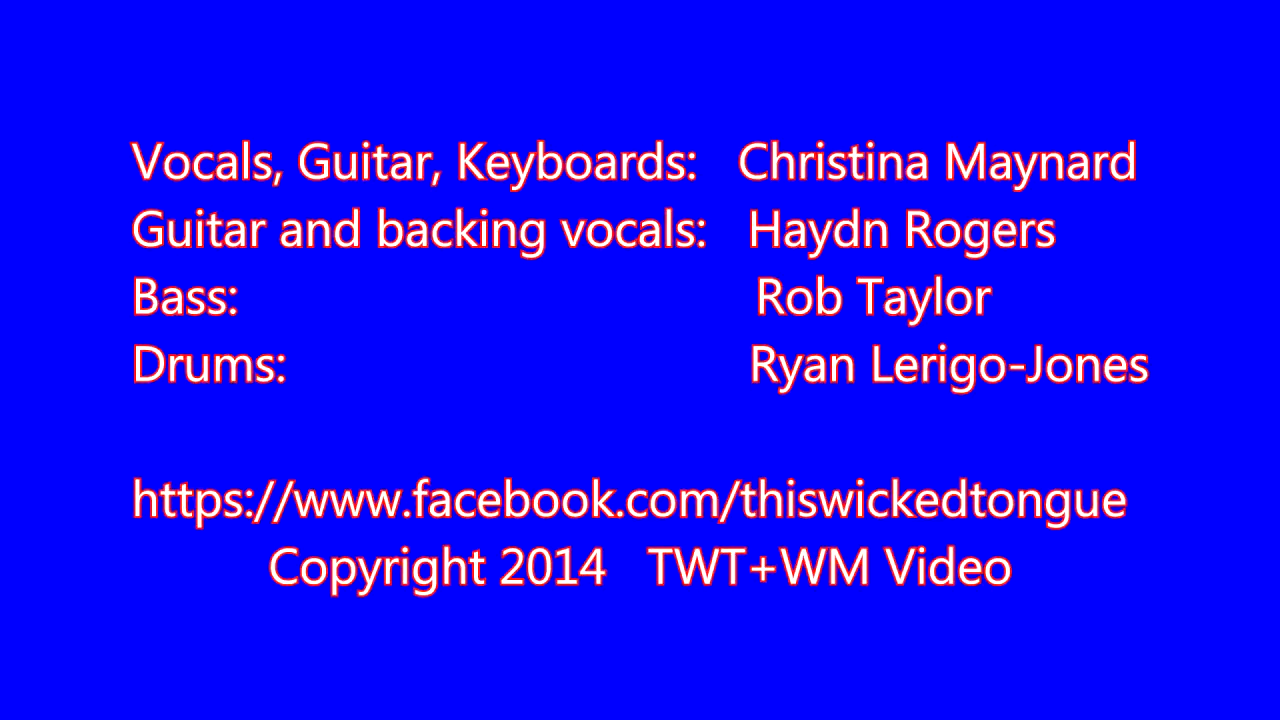 Vocals, Guitar, Keyboards: Christina Maynard
Guitar and backing vocals: Haydn Rogers
Bass: Rob Taylor
Drums: Ryan Lerigo-Jones
https://www.facebook.com/thiswickedtongue
Copyright 2014 TWT+WM Video